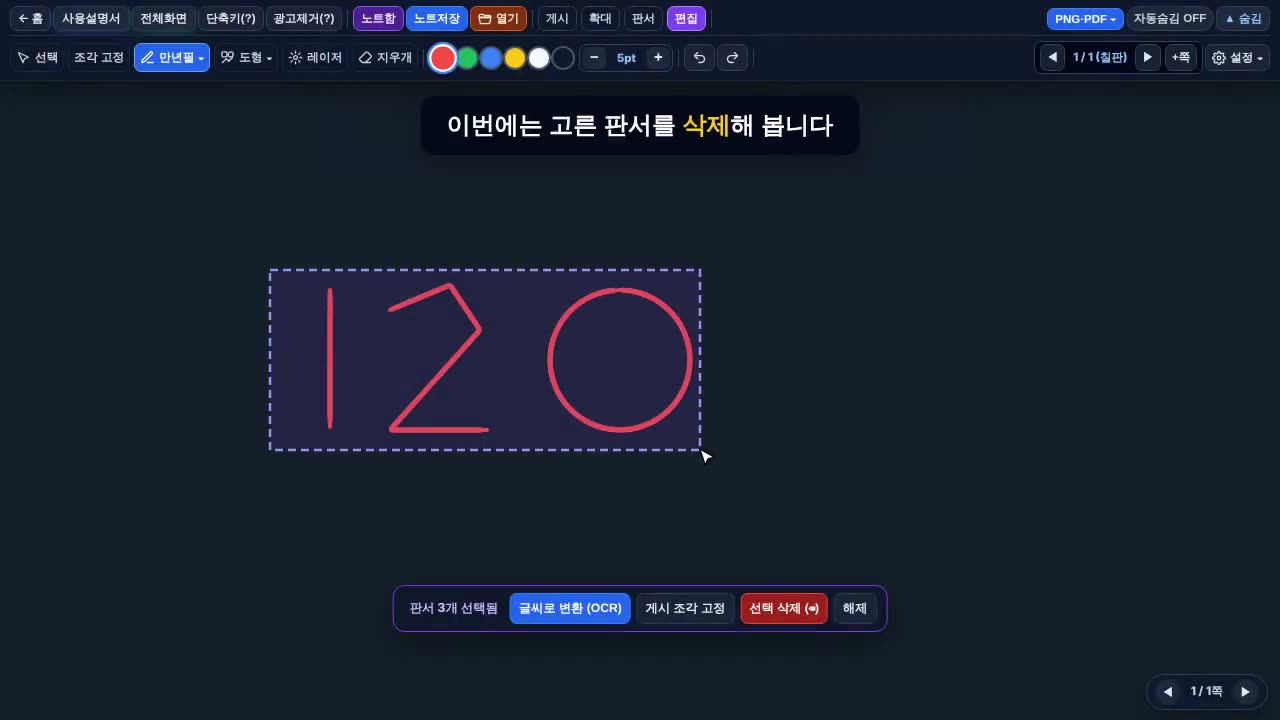 ← 홈 사용설명서 전체화면 단축키(?) 광고제거(?) 노트함 노트저장 열기 게시 확대 판서 편집 PNG·PDF 자동숨김 OFF ▲ 숨김
선택 조각 고정 만년필 도형 레이저 지우개 − 5pt + ◀ 1 / 1(칠판) ▶ +쪽 설정
이번에는 고른 판서를 삭제해 봅니다
120
판서 3개 선택됨 글씨로 변환 (OCR) 게시 조각 고정 선택 삭제 (⌫) 해제
◀ 1 / 1쪽 ▶